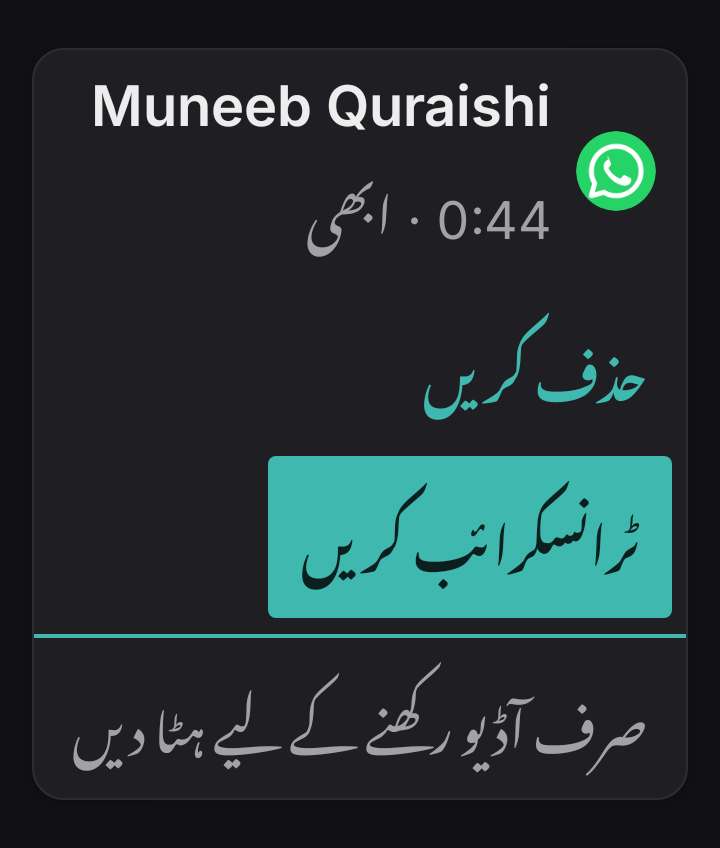 Muneeb Quraishi
0:44 · ابھی
حذف کریں
ٹرانسکرائب کریں
صرف آڈیو رکھنے کے لیے ہٹا دیں